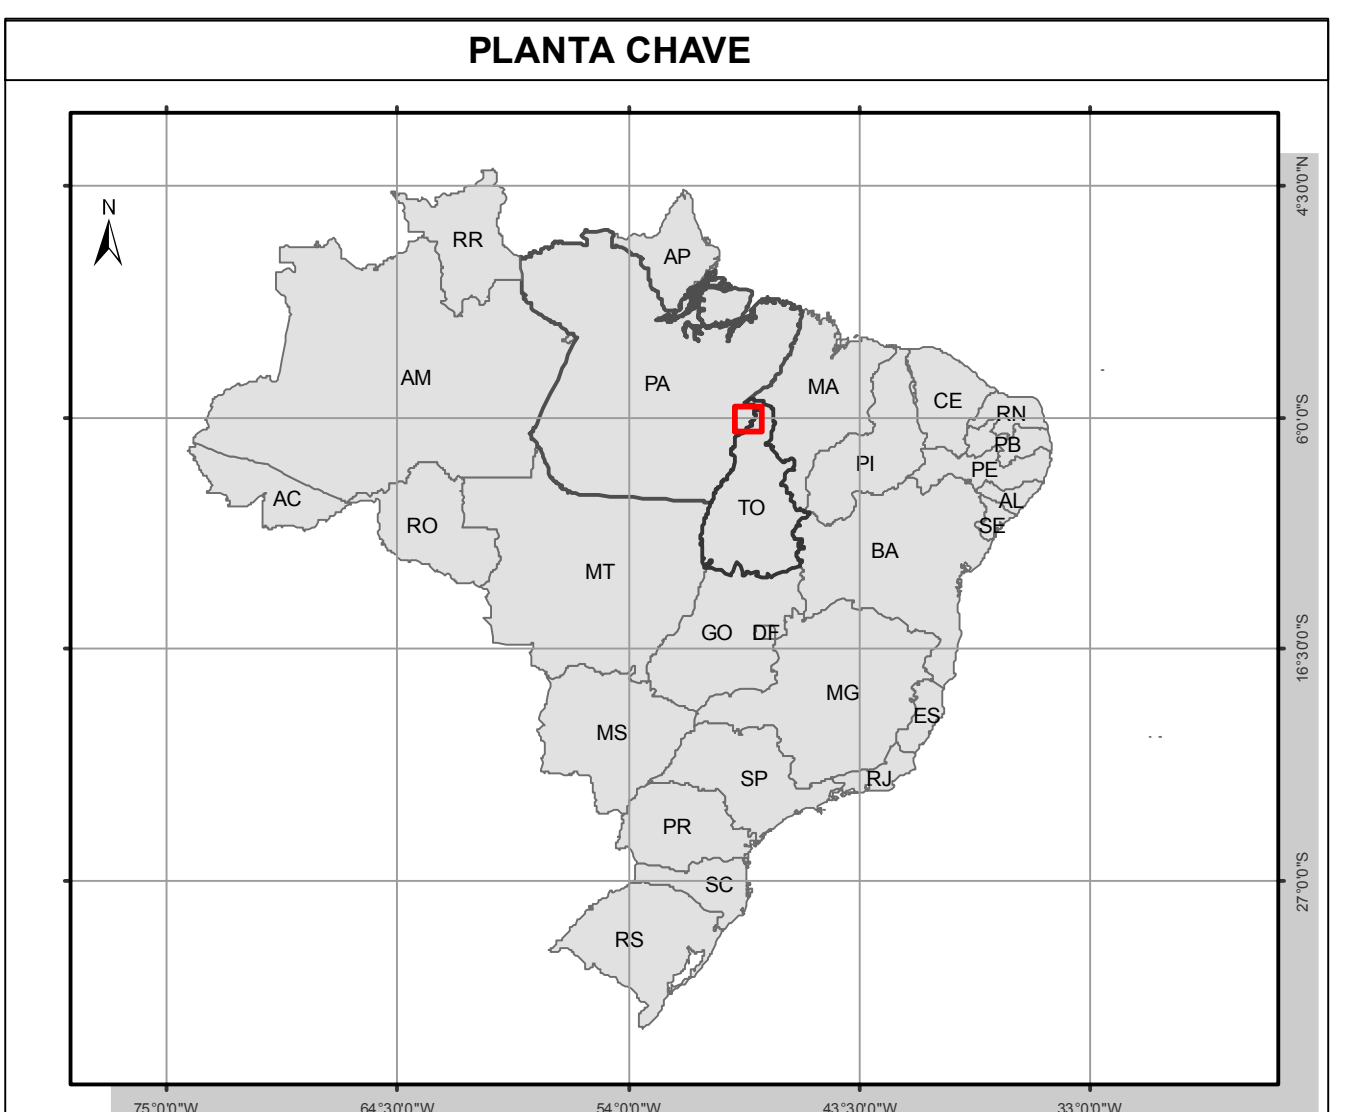 PLANTA CHAVE
4°30'0"N
N
RR
AP
AM
PA
MA
CE
RN
6°0'0"S
PB
PI
PE
AC
AL
TO
RO
SE
BA
MT
GO
DF
16°30'0"S
MG
ES
MS
SP
RJ
PR
SC
27°0'0"S
RS
75°0'0"W
64°30'0"W
54°0'0"W
43°30'0"W
33°0'0"W